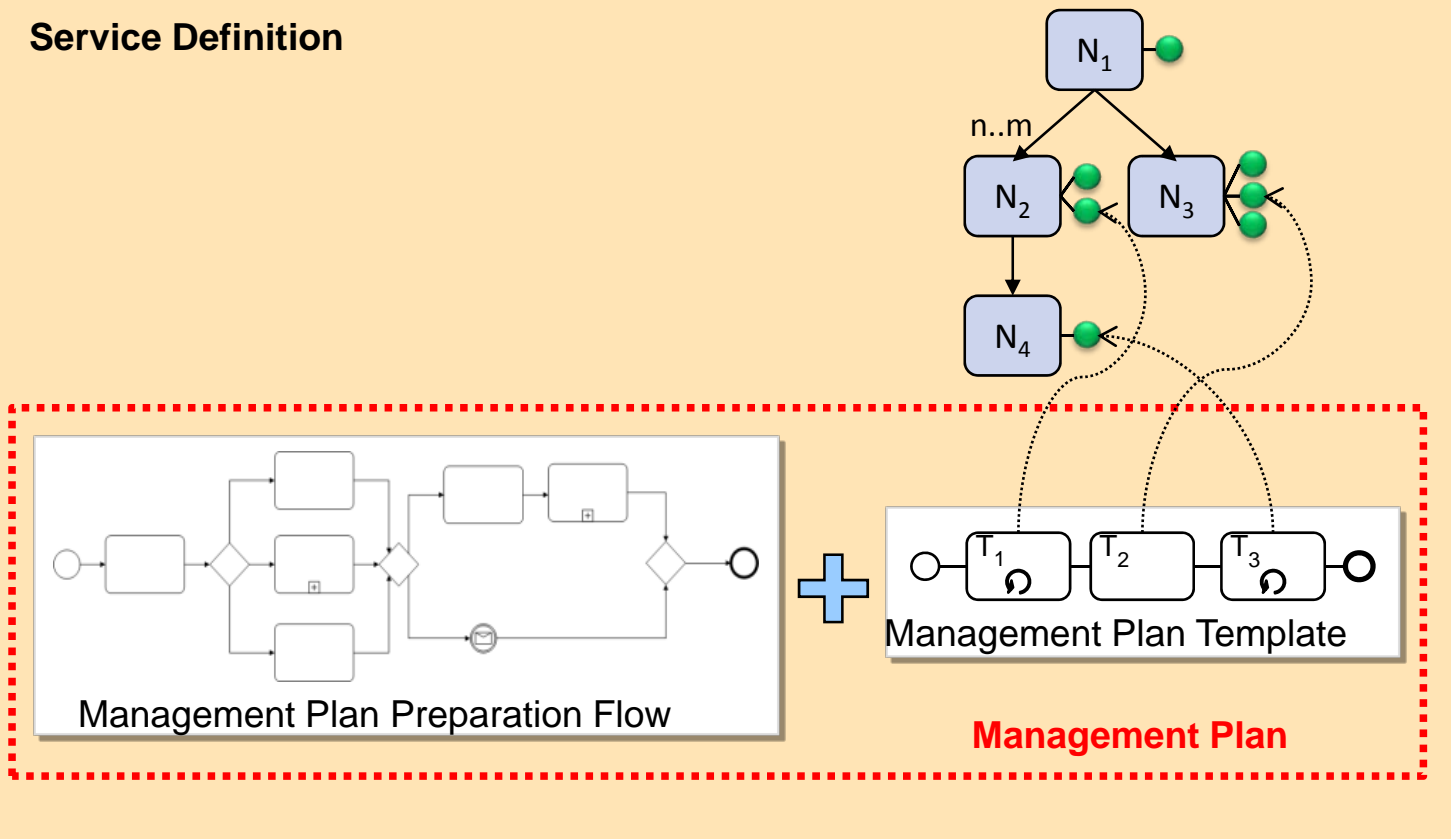 Service Definition
N1
n..m
N2
N3
N4
T1
T2
T3
Management Plan Template
Management Plan Preparation Flow
Management Plan